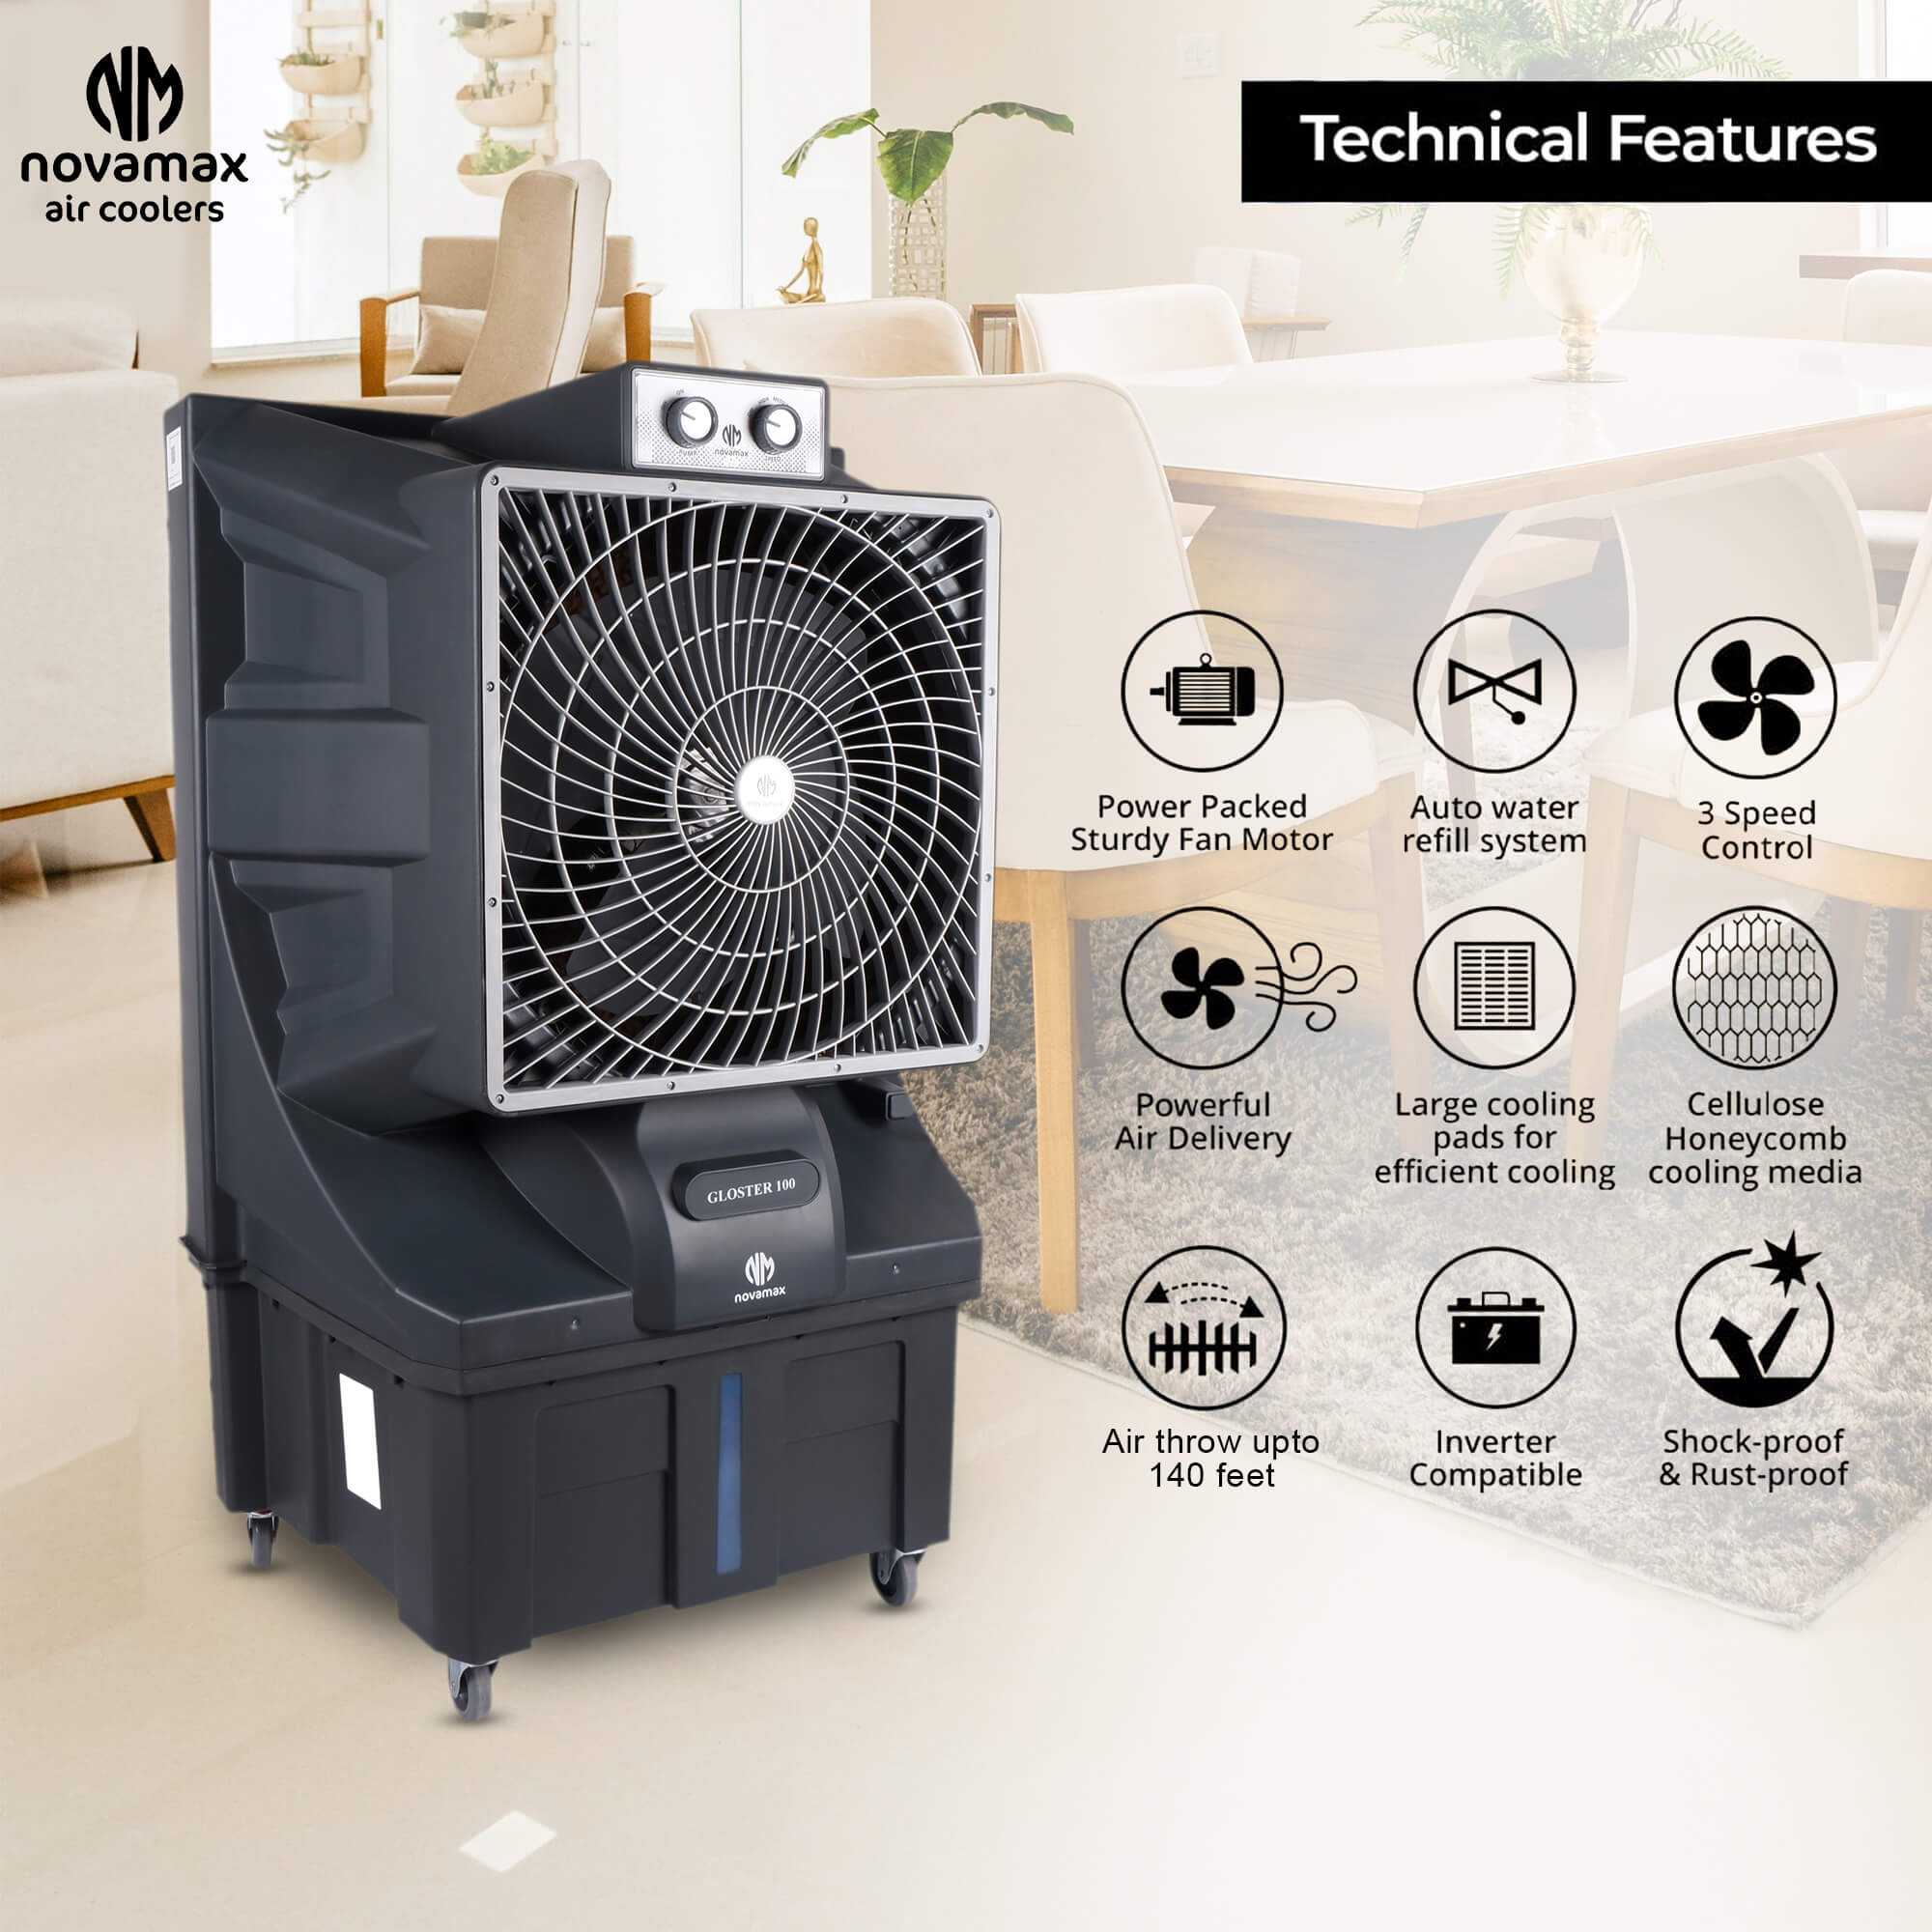 novamax
air coolers
Technical Features
PUMP
novamax
SPEED
Power Packed
Sturdy Fan Motor
Auto water
refill system
3 Speed
Control
Powerful
Air Delivery
Large cooling
pads for
efficient cooling
Cellulose
Honeycomb
cooling media
GLOSTER 100
novamax
Air throw upto
140 feet
Inverter
Compatible
Shock-proof
& Rust-proof